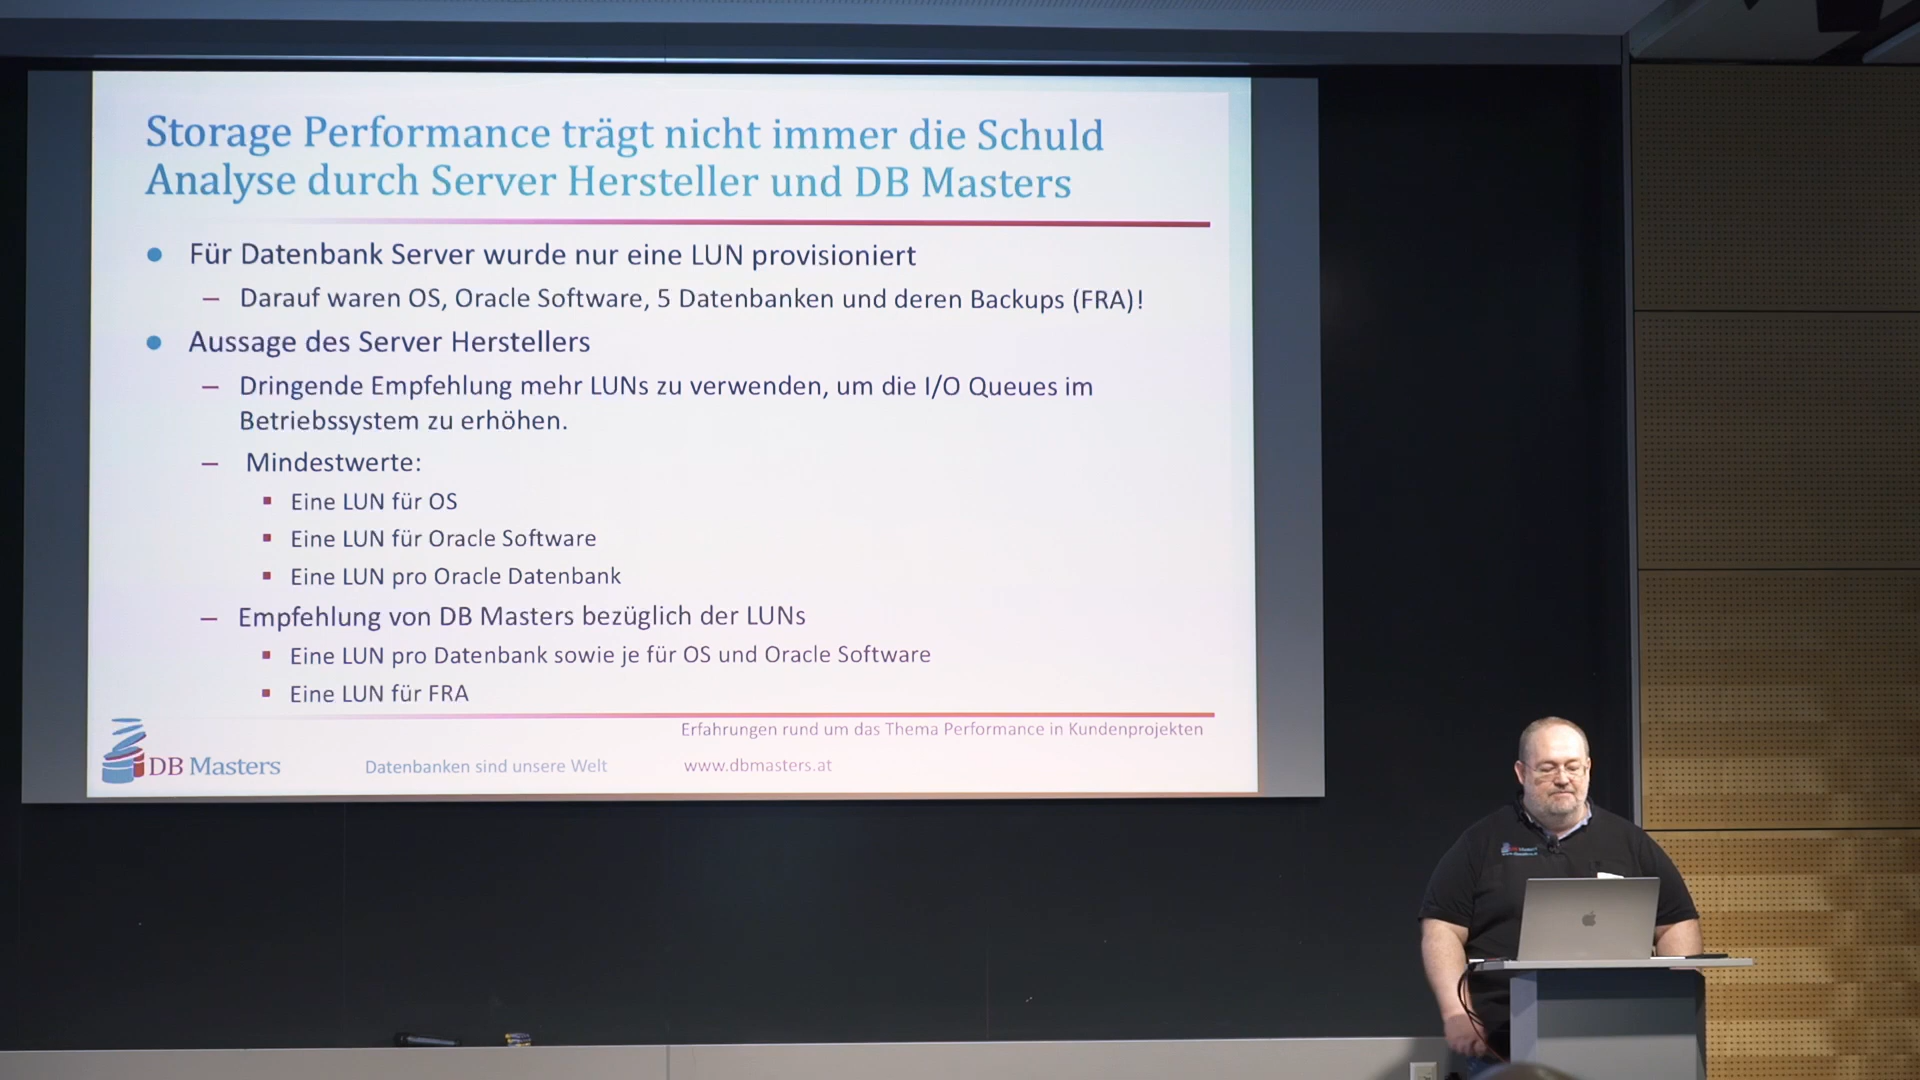 Storage Performance trägt nicht immer die Schuld
Analyse durch Server Hersteller und DB Masters
● Für Datenbank Server wurde nur eine LUN provisioniert
– Darauf waren OS, Oracle Software, 5 Datenbanken und deren Backups (FRA)!
● Aussage des Server Herstellers
– Dringende Empfehlung mehr LUNs zu verwenden, um die I/O Queues im
Betriebssystem zu erhöhen.
– Mindestwerte:
▪ Eine LUN für OS
▪ Eine LUN für Oracle Software
▪ Eine LUN pro Oracle Datenbank
– Empfehlung von DB Masters bezüglich der LUNs
▪ Eine LUN pro Datenbank sowie je für OS und Oracle Software
▪ Eine LUN für FRA
Erfahrungen rund um das Thema Performance in Kundenprojekten
DB Masters
Datenbanken sind unsere Welt
www.dbmasters.at